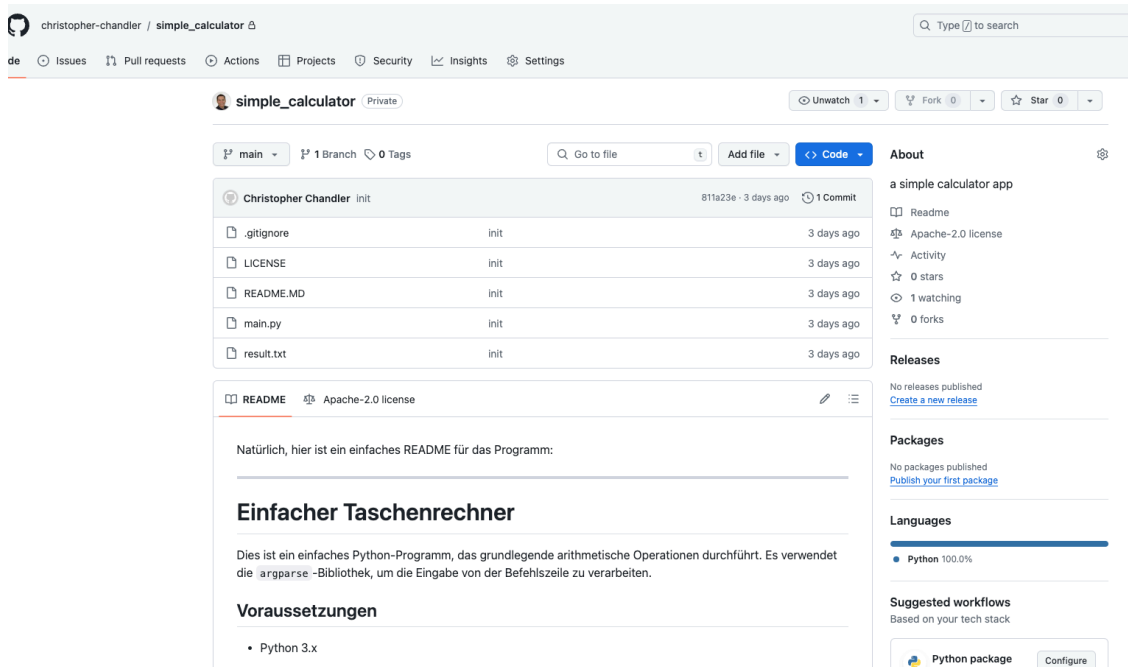 christopher-chandler / simple_calculator
Type / to search
de Issues Pull requests Actions Projects Security Insights Settings
simple_calculator Private
Unwatch 1 Fork 0 Star 0
main 1 Branch 0 Tags Go to file t Add file Code
Christopher Chandler init 811a23e · 3 days ago 1 Commit
.gitignore init 3 days ago
LICENSE init 3 days ago
README.MD init 3 days ago
main.py init 3 days ago
result.txt init 3 days ago
README Apache-2.0 license
Natürlich, hier ist ein einfaches README für das Programm:
Einfacher Taschenrechner
Dies ist ein einfaches Python-Programm, das grundlegende arithmetische Operationen durchführt. Es verwendet
die argparse -Bibliothek, um die Eingabe von der Befehlszeile zu verarbeiten.
Voraussetzungen
• Python 3.x
About
a simple calculator app
Readme
Apache-2.0 license
Activity
0 stars
1 watching
0 forks
Releases
No releases published
Create a new release
Packages
No packages published
Publish your first package
Languages
Python 100.0%
Suggested workflows
Based on your tech stack
Python package Configure